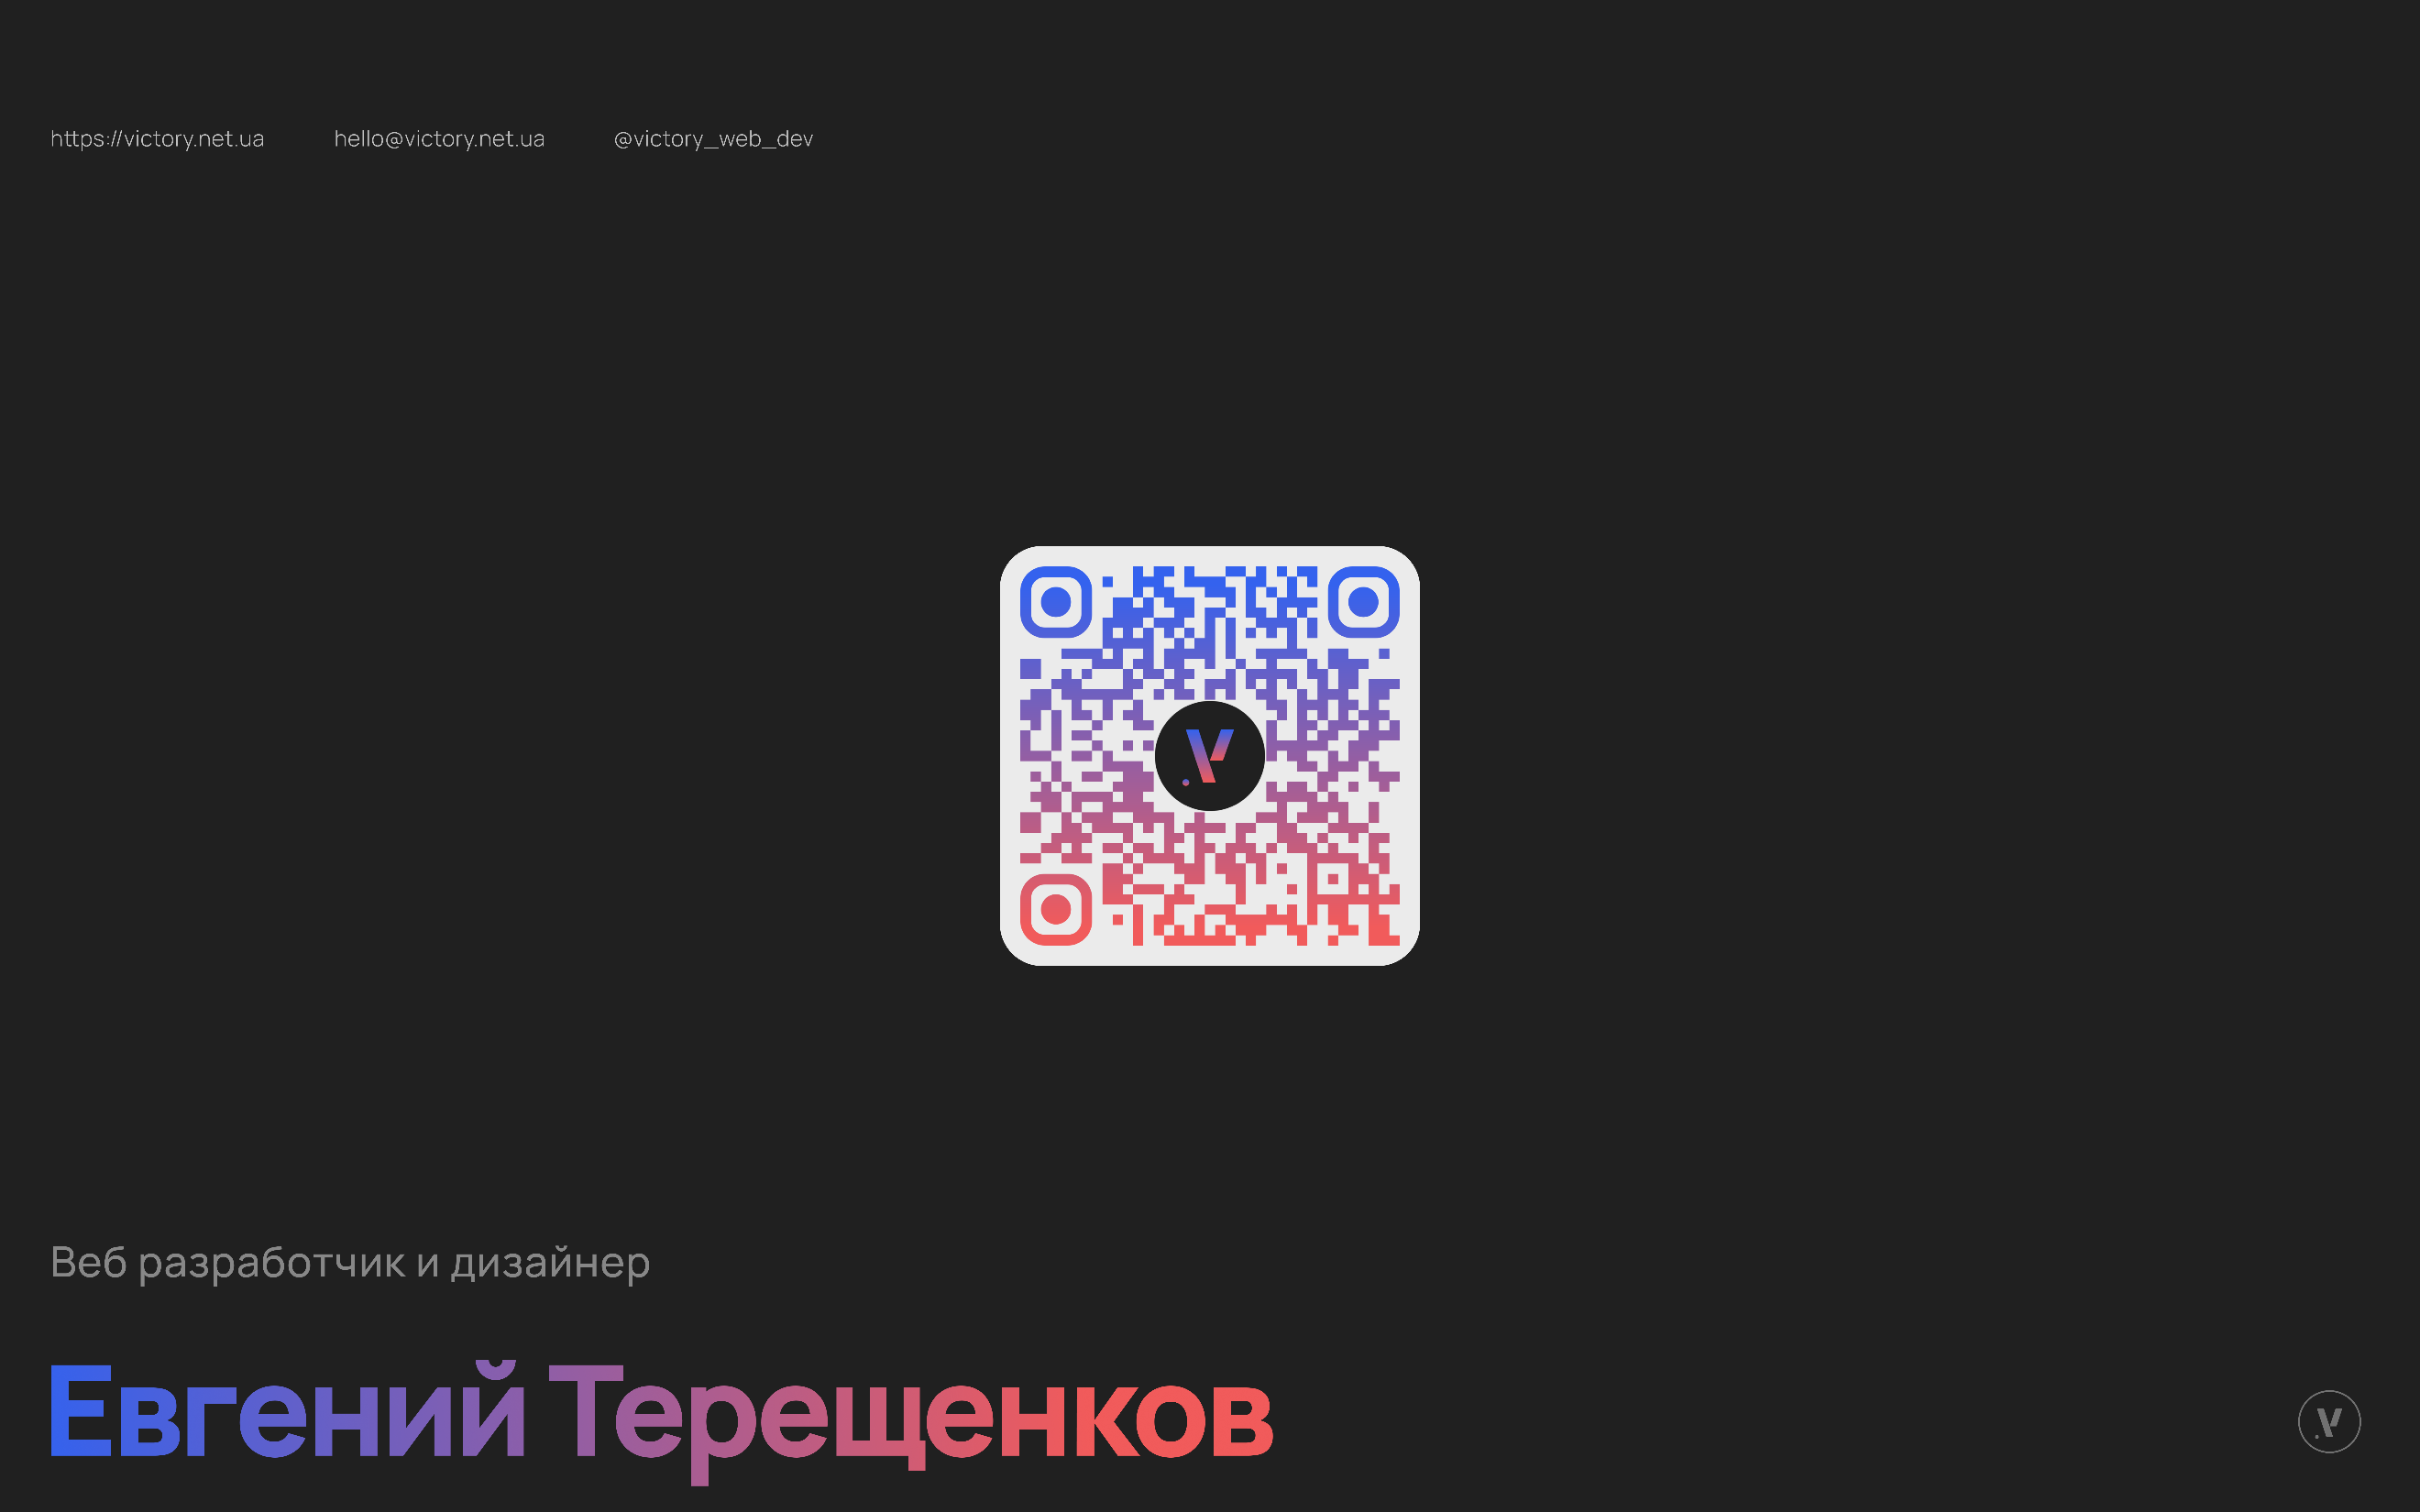 https://victory.net.ua hello@victory.net.ua @victory_web_dev
Веб разработчик и дизайнер
Евгений Терещенков